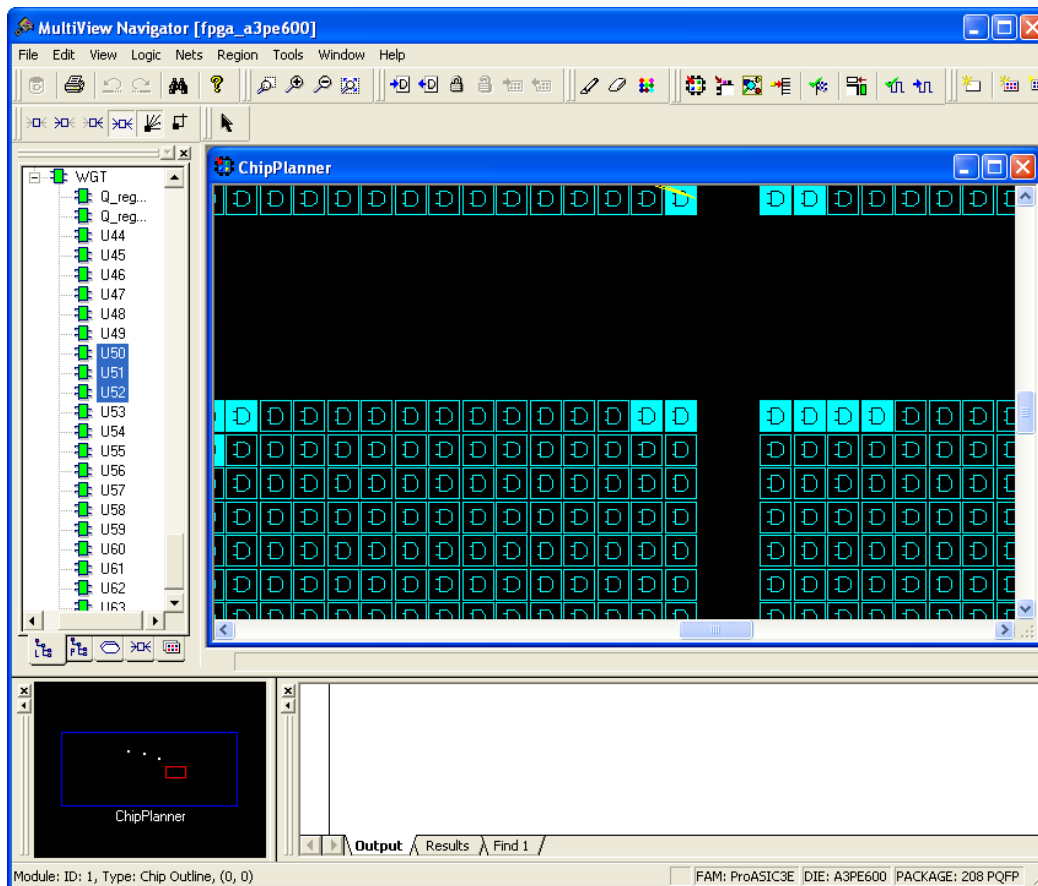 MultiView Navigator [fpga_a3pe600]
File Edit View Logic Nets Region Tools Window Help
WGT
Q_reg...
Q_reg...
U44
U45
U46
U47
U48
U49
U50
U51
U52
U53
U54
U55
U56
U57
U58
U59
U60
U61
U62
U63
ChipPlanner
ChipPlanner
Output Results Find 1
Module: ID: 1, Type: Chip Outline, (0, 0) FAM: ProASIC3E DIE: A3PE600 PACKAGE: 208 PQFP